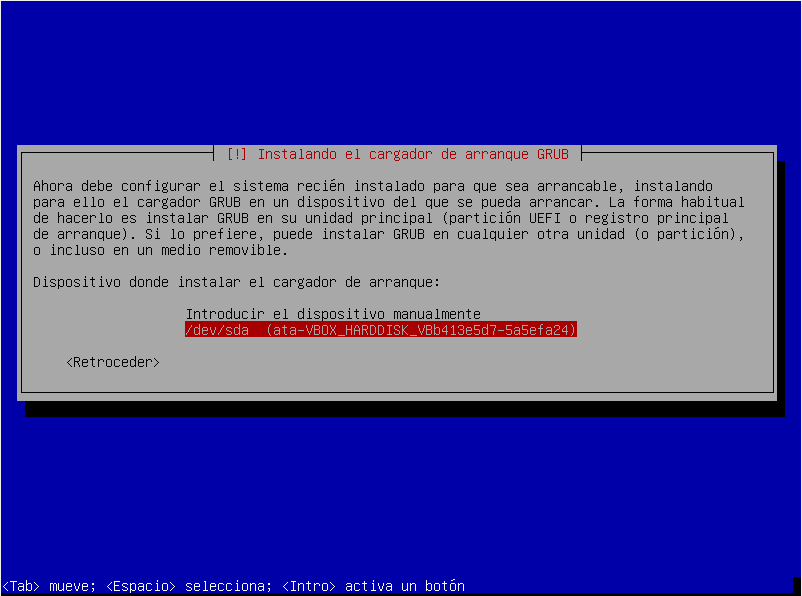 [!] Instalando el cargador de arranque GRUB
Ahora debe configurar el sistema recién instalado para que sea arrancable, instalando
para ello el cargador GRUB en un dispositivo del que se pueda arrancar. La forma habitual
de hacerlo es instalar GRUB en su unidad principal (partición UEFI o registro principal
de arranque). Si lo prefiere, puede instalar GRUB en cualquier otra unidad (o partición),
o incluso en un medio removible.
Dispositivo donde instalar el cargador de arranque:
Introducir el dispositivo manualmente
/dev/sda  (ata-VBOX_HARDDISK_VBb413e5d7-5a5efa24)
<Retroceder>
<Tab> mueve; <Espacio> selecciona; <Intro> activa un botón